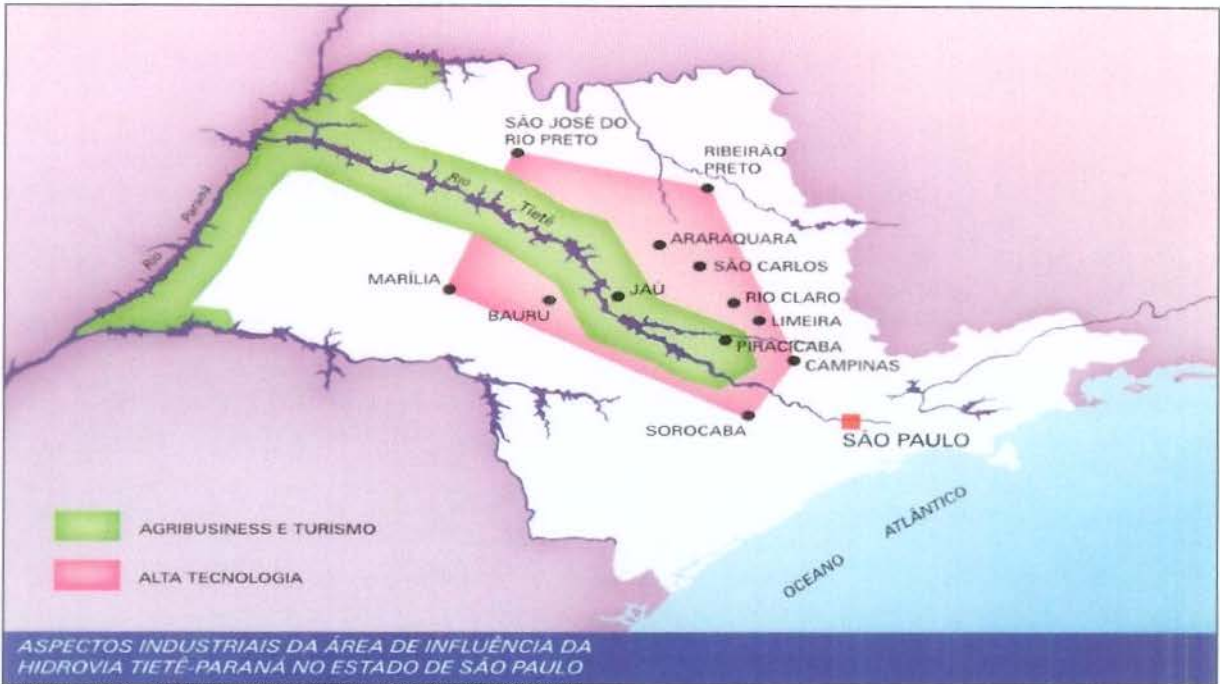 SÃO JOSÉ DO
RIO PRETO
RIBEIRÃO
PRETO
Rio Paraná
Rio Tietê
ARARAQUARA
SÃO CARLOS
MARÍLIA
JAÚ
RIO CLARO
BAURU
LIMEIRA
PIRACICABA
CAMPINAS
SOROCABA
SÃO PAULO
OCEANO ATLÂNTICO
AGRIBUSINESS E TURISMO
ALTA TECNOLOGIA
ASPECTOS INDUSTRIAIS DA ÁREA DE INFLUÊNCIA DA
HIDROVIA TIETÊ-PARANÁ NO ESTADO DE SÃO PAULO